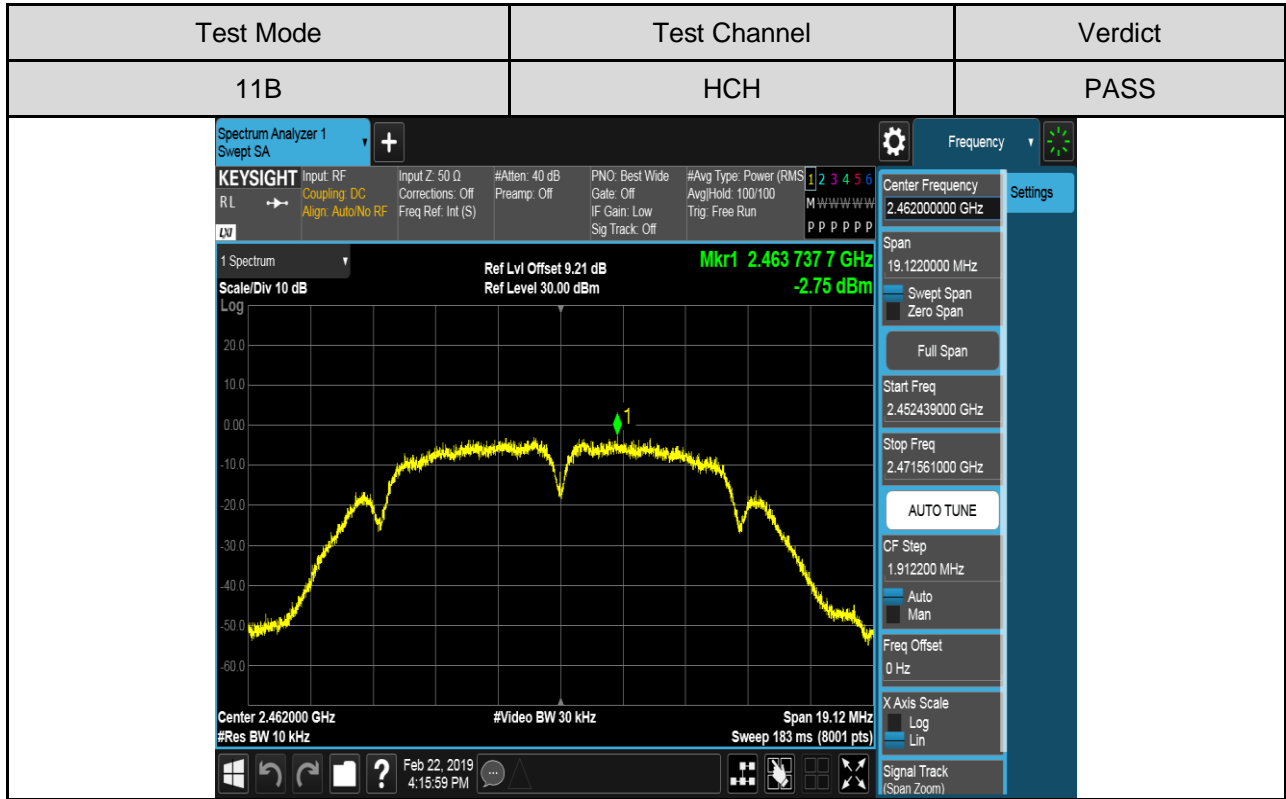 Test Mode
Test Channel
Verdict
11B
HCH
PASS
Spectrum Analyzer 1
Swept SA
+
Frequency
KEYSIGHT
RL
LXI
Input: RF
Coupling: DC
Align: Auto/No RF
Input Z: 50 Ω
Corrections: Off
Freq Ref: Int (S)
#Atten: 40 dB
Preamp: Off
PNO: Best Wide
Gate: Off
IF Gain: Low
Sig Track: Off
#Avg Type: Power (RMS
Avg|Hold: 100/100
Trig: Free Run
1 2 3 4 5 6
M W W W W W
P P P P P P
1 Spectrum
Scale/Div 10 dB
Ref Lvl Offset 9.21 dB
Ref Level 30.00 dBm
Mkr1 2.463 737 7 GHz
-2.75 dBm
Log
20.0
10.0
0.00
-10.0
-20.0
-30.0
-40.0
-50.0
-60.0
1
Center 2.462000 GHz
#Res BW 10 kHz
#Video BW 30 kHz
Span 19.12 MHz
Sweep 183 ms (8001 pts)
Center Frequency
2.462000000 GHz
Settings
Span
19.1220000 MHz
Swept Span
Zero Span
Full Span
Start Freq
2.452439000 GHz
Stop Freq
2.471561000 GHz
AUTO TUNE
CF Step
1.912200 MHz
Auto
Man
Freq Offset
0 Hz
X Axis Scale
Log
Lin
Signal Track
(Span Zoom)
?
Feb 22, 2019
4:15:59 PM